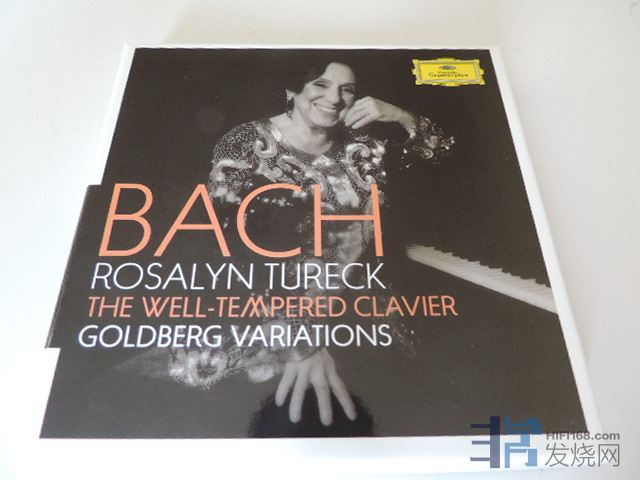 Deutsche
Grammophon
BACH
ROSALYN TURECK
THE WELL-TEMPERED CLAVIER
GOLDBERG VARIATIONS
HIFI168.com
发烧网